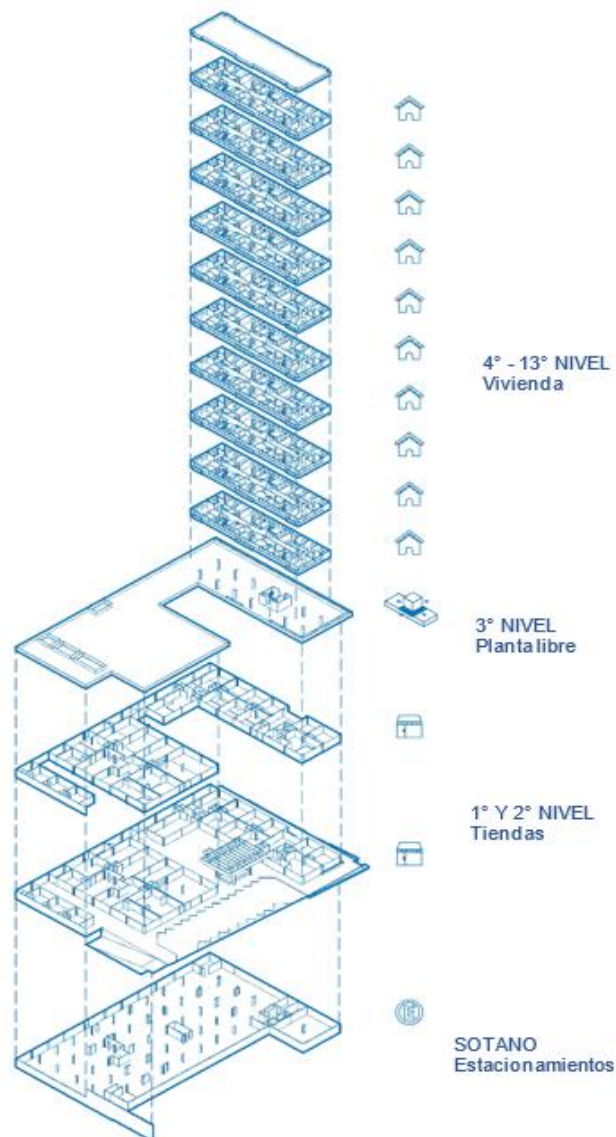 4° - 13° NIVEL
Vivienda
3° NIVEL
Planta libre
1° Y 2° NIVEL
Tiendas
SOTANO
Estacionamientos